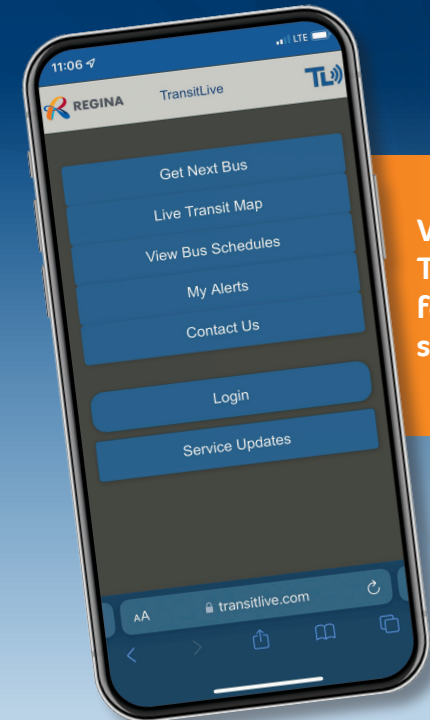 11:06
LTE
REGINA
TransitLive
TL
Get Next Bus
Live Transit Map
View Bus Schedules
My Alerts
Contact Us
Login
Service Updates
AA
transitlive.com